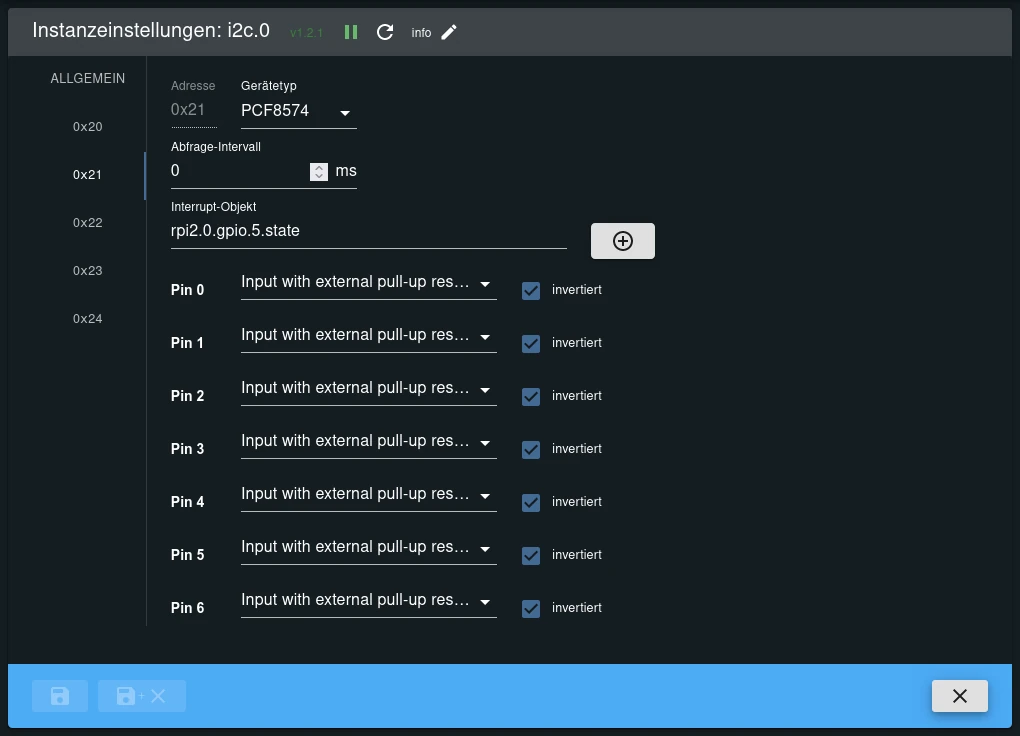 Instanzeinstellungen: i2c.0 v1.2.1 info
ALLGEMEIN
0x20
0x21
0x22
0x23
0x24
Adresse Gerätetyp
0x21 PCF8574
Abfrage-Intervall
0 ms
Interrupt-Objekt
rpi2.0.gpio.5.state
Pin 0 Input with external pull-up res… invertiert
Pin 1 Input with external pull-up res… invertiert
Pin 2 Input with external pull-up res… invertiert
Pin 3 Input with external pull-up res… invertiert
Pin 4 Input with external pull-up res… invertiert
Pin 5 Input with external pull-up res… invertiert
Pin 6 Input with external pull-up res… invertiert
+